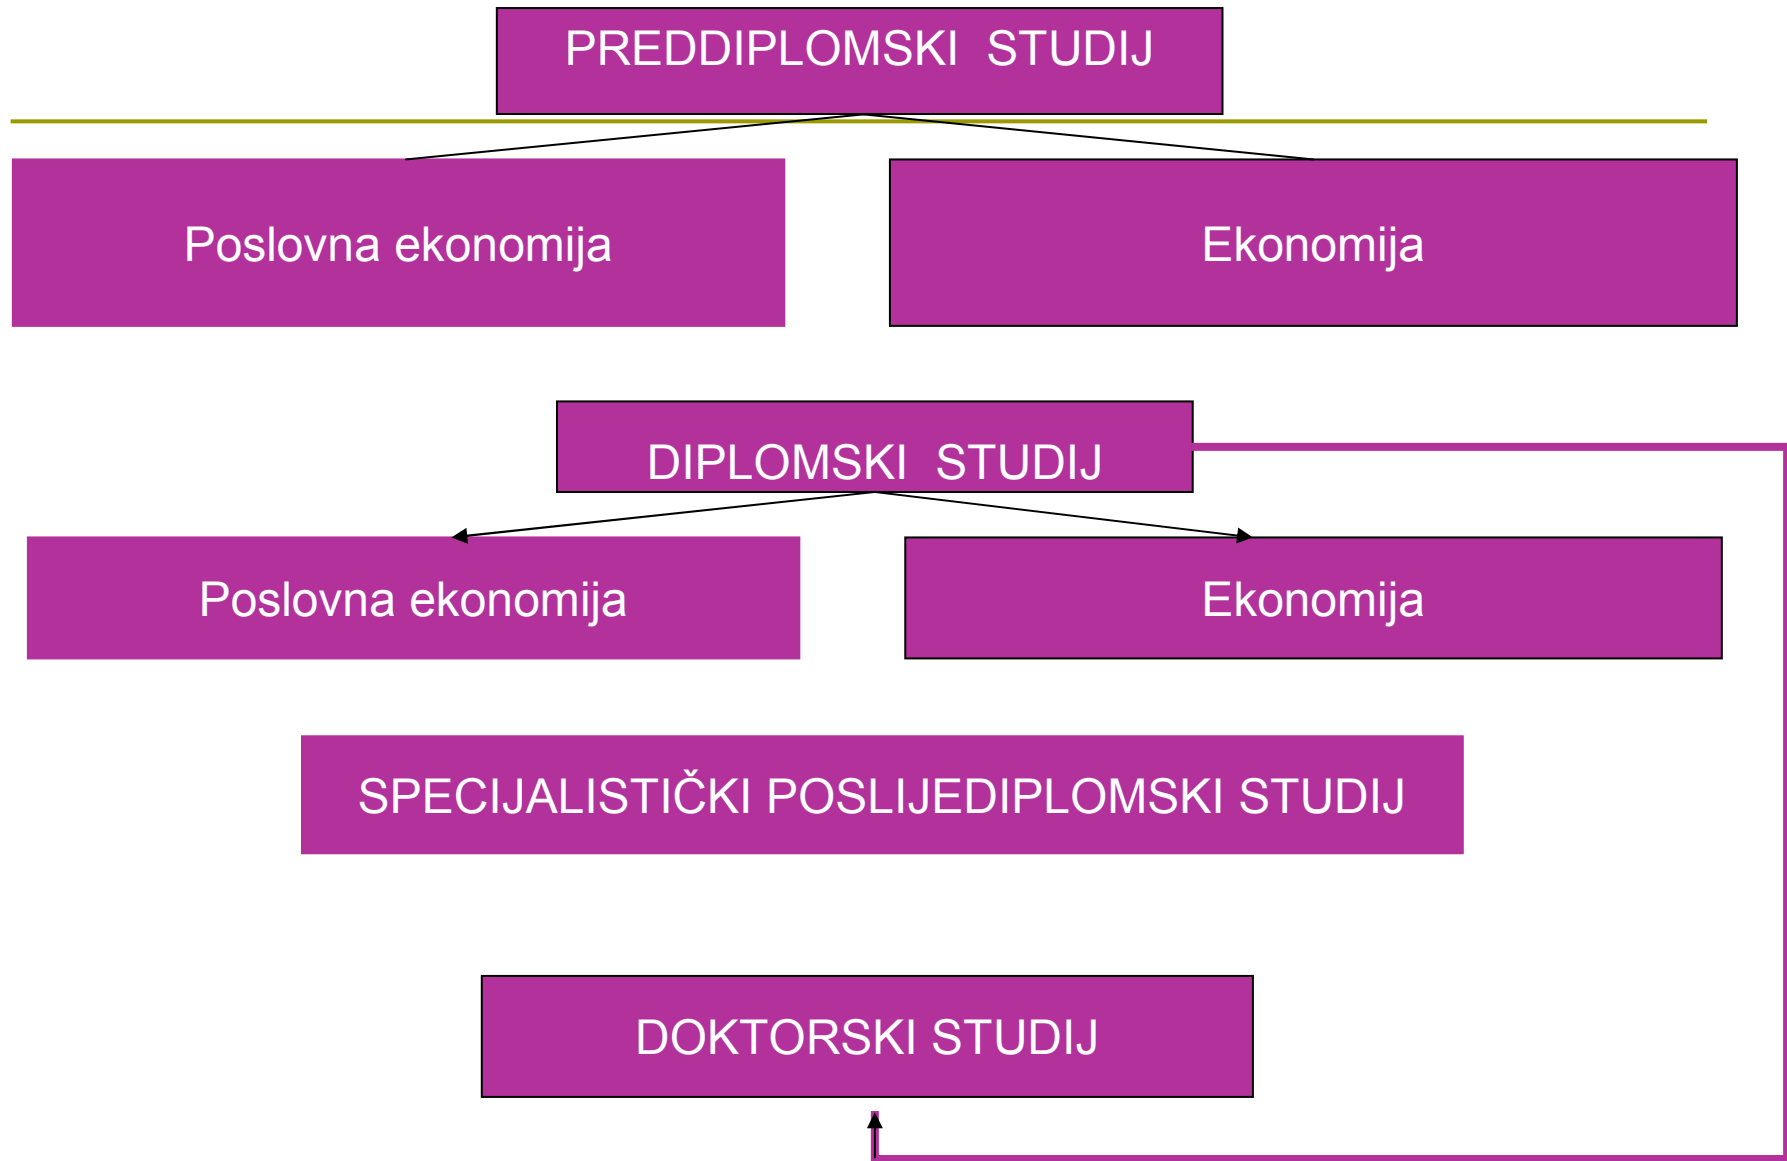 PREDDIPLOMSKI STUDIJ
Poslovna ekonomija
Ekonomija
DIPLOMSKI STUDIJ
Poslovna ekonomija
Ekonomija
SPECIJALISTIČKI POSLIJEDIPLOMSKI STUDIJ
DOKTORSKI STUDIJ